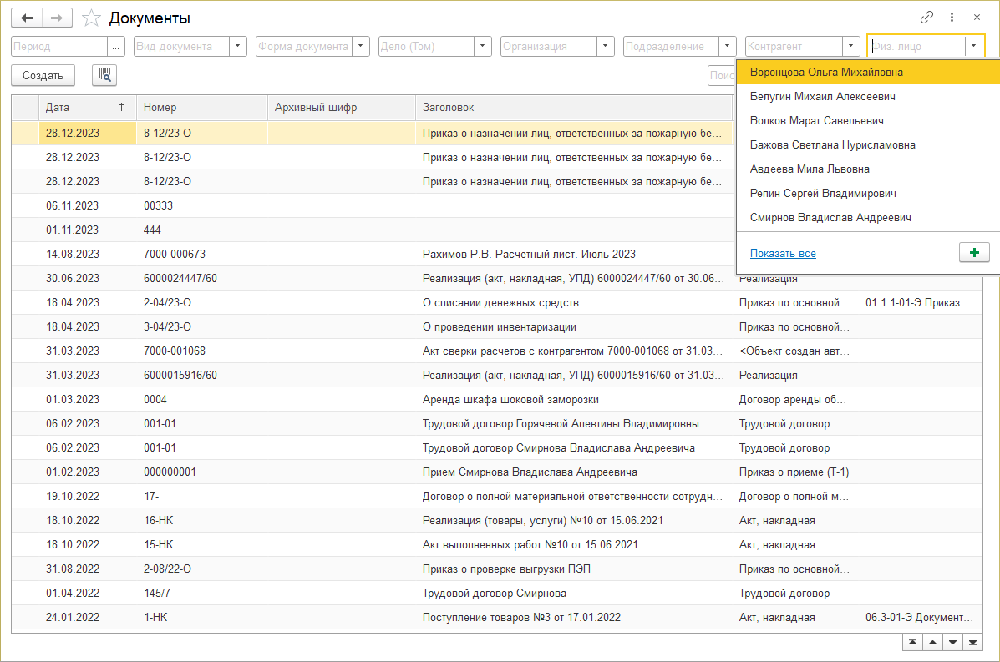 Документы
Период ... Вид документа Форма документа Дело (Том) Организация Подразделение Контрагент Физ. лицо
Создать Поис
Воронцова Ольга Михайловна
Белугин Михаил Алексеевич
Волков Марат Савельевич
Бажова Светлана Нурисламовна
Авдеева Мила Львовна
Репин Сергей Владимирович
Смирнов Владислав Андреевич
Показать все
Дата ↑ Номер Архивный шифр Заголовок
28.12.2023 8-12/23-О Приказ о назначении лиц, ответственных за пожарную бе...
28.12.2023 8-12/23-О Приказ о назначении лиц, ответственных за пожарную бе...
28.12.2023 8-12/23-О Приказ о назначении лиц, ответственных за пожарную бе...
06.11.2023 00333
01.11.2023 444
14.08.2023 7000-000673 Рахимов Р.В. Расчетный лист. Июль 2023
30.06.2023 6000024447/60 Реализация (акт, накладная, УПД) 6000024447/60 от 30.06... Реализация
18.04.2023 2-04/23-О О списании денежных средств Приказ по основной... 01.1.1-01-Э Приказ...
18.04.2023 3-04/23-О О проведении инвентаризации Приказ по основной...
31.03.2023 7000-001068 Акт сверки расчетов с контрагентом 7000-001068 от 31.03... <Объект создан авт...
31.03.2023 6000015916/60 Реализация (акт, накладная, УПД) 6000015916/60 от 31.03... Реализация
01.03.2023 0004 Аренда шкафа шоковой заморозки Договор аренды об...
06.02.2023 001-01 Трудовой договор Горячевой Алевтины Владимировны Трудовой договор
06.02.2023 001-01 Трудовой договор Смирнова Владислава Андреевича Трудовой договор
01.02.2023 000000001 Прием Смирнова Владислава Андреевича Приказ о приеме (Т-1)
19.10.2022 17- Договор о полной материальной ответственности сотрудн... Договор о полной м...
18.10.2022 16-НК Реализация (товары, услуги) №10 от 15.06.2021 Акт, накладная
18.10.2022 15-НК Акт выполненных работ №10 от 15.06.2021 Акт, накладная
31.08.2022 2-08/22-О Приказ о проверке выгрузки ПЭП Приказ по основной...
01.04.2022 145/7 Трудовой договор Смирнова Трудовой договор
24.01.2022 1-НК Поступление товаров №3 от 17.01.2022 Акт, накладная 06.3-01-Э Документ...